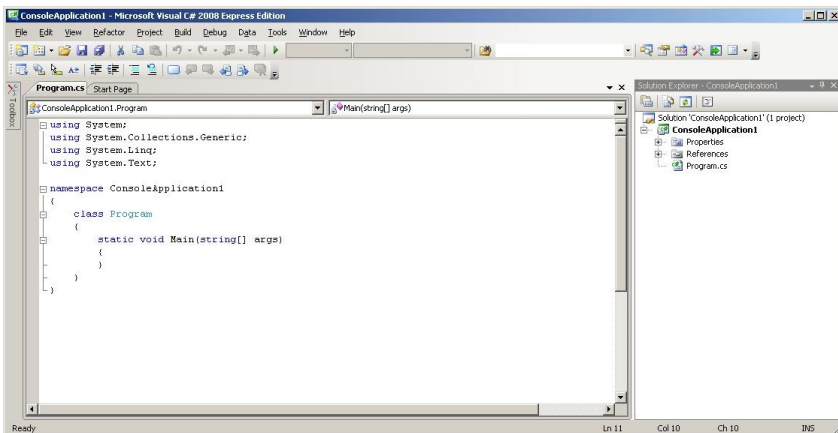 ConsoleApplication1 - Microsoft Visual C# 2008 Express Edition
File Edit View Refactor Project Build Debug Data Tools Window Help
Program.cs Start Page
Solution Explorer - ConsoleApplication1
Toolbox
ConsoleApplication1.Program Main(string[] args)
Solution 'ConsoleApplication1' (1 project)
ConsoleApplication1
Properties
References
Program.cs
using System;
using System.Collections.Generic;
using System.Linq;
using System.Text;
namespace ConsoleApplication1
{
class Program
{
static void Main(string[] args)
{
}
}
}
Ready Ln 11 Col 10 Ch 10 INS